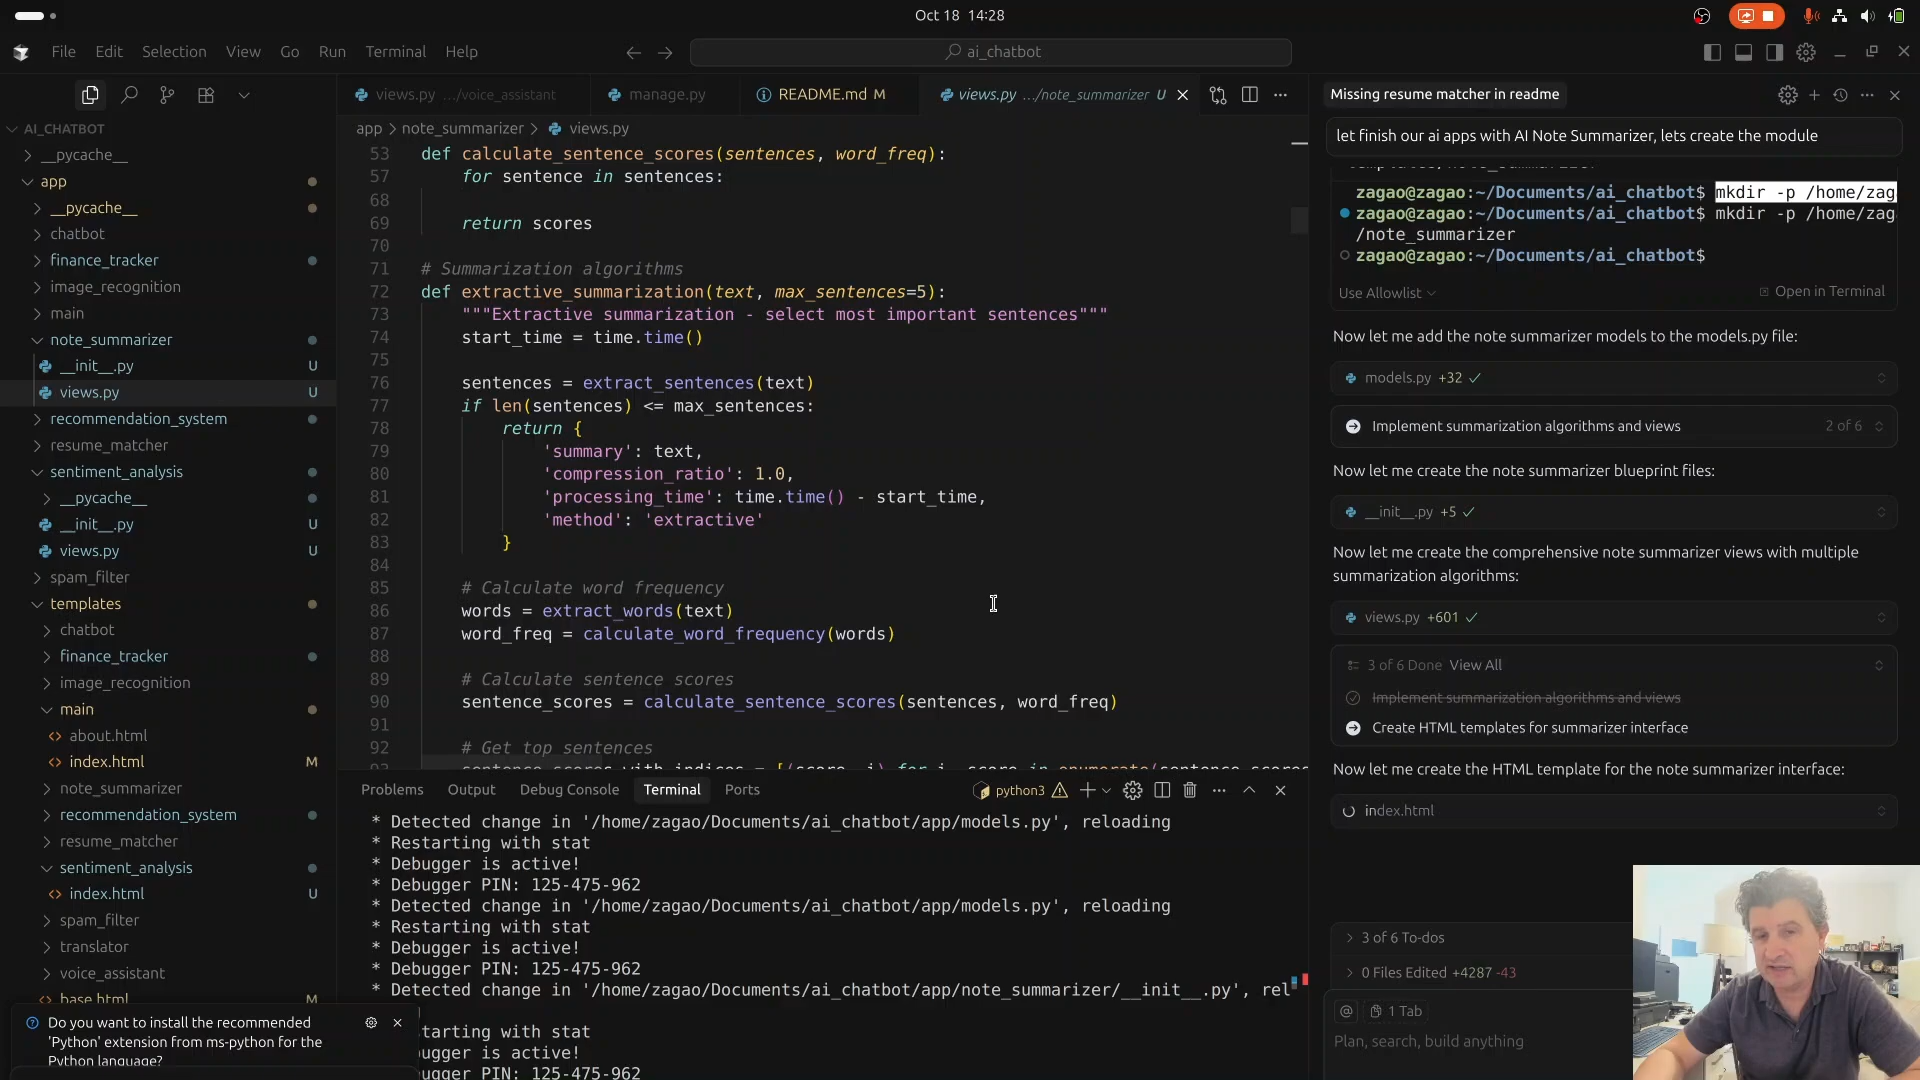 Oct 18 14:28
File Edit Selection View Go Run Terminal Help
ai_chatbot
views.py .../voice_assistant
manage.py
README.md M
views.py .../note_summarizer U
Missing resume matcher in readme
AI_CHATBOT
__pycache__
app
__pycache__
chatbot
finance_tracker
image_recognition
main
note_summarizer
__init__.py U
views.py U
recommendation_system
resume_matcher
sentiment_analysis
__pycache__
__init__.py U
views.py U
spam_filter
templates
chatbot
finance_tracker
image_recognition
main
about.html
index.html M
note_summarizer
recommendation_system
resume_matcher
sentiment_analysis
index.html U
spam_filter
translator
voice_assistant
base.html M
Do you want to install the recommended
'Python' extension from ms-python for the
Python language?
app > note_summarizer > views.py
53 def calculate_sentence_scores(sentences, word_freq):
57 for sentence in sentences:
68
69 return scores
70
71 # Summarization algorithms
72 def extractive_summarization(text, max_sentences=5):
73 """Extractive summarization - select most important sentences"""
74 start_time = time.time()
75
76 sentences = extract_sentences(text)
77 if len(sentences) <= max_sentences:
78 return {
79 'summary': text,
80 'compression_ratio': 1.0,
81 'processing_time': time.time() - start_time,
82 'method': 'extractive'
83 }
84
85 # Calculate word frequency
86 words = extract_words(text)
87 word_freq = calculate_word_frequency(words)
88
89 # Calculate sentence scores
90 sentence_scores = calculate_sentence_scores(sentences, word_freq)
91
92 # Get top sentences
93 sentence_scores_with_indices = [(score, i) for i, score in enumerate(sentence_scores
Problems Output Debug Console Terminal Ports
python3
* Detected change in '/home/zagao/Documents/ai_chatbot/app/models.py', reloading
* Restarting with stat
* Debugger is active!
* Debugger PIN: 125-475-962
* Detected change in '/home/zagao/Documents/ai_chatbot/app/models.py', reloading
* Restarting with stat
* Debugger is active!
* Debugger PIN: 125-475-962
* Detected change in '/home/zagao/Documents/ai_chatbot/app/note_summarizer/__init__.py', rel
tarting with stat
ugger is active!
ugger PIN: 125-475-962
let finish our ai apps with AI Note Summarizer, lets create the module
zagao@zagao:~/Documents/ai_chatbot$ mkdir -p /home/zag
zagao@zagao:~/Documents/ai_chatbot$ mkdir -p /home/zag
/note_summarizer
zagao@zagao:~/Documents/ai_chatbot$
Use Allowlist
Open in Terminal
Now let me add the note summarizer models to the models.py file:
models.py +32
Implement summarization algorithms and views 2 of 6
Now let me create the note summarizer blueprint files:
__init__.py +5
Now let me create the comprehensive note summarizer views with multiple
summarization algorithms:
views.py +601
3 of 6 Done View All
Implement summarization algorithms and views
Create HTML templates for summarizer interface
Now let me create the HTML template for the note summarizer interface:
index.html
3 of 6 To-dos
0 Files Edited +4287 -43
@ 1 Tab
Plan, search, build anything